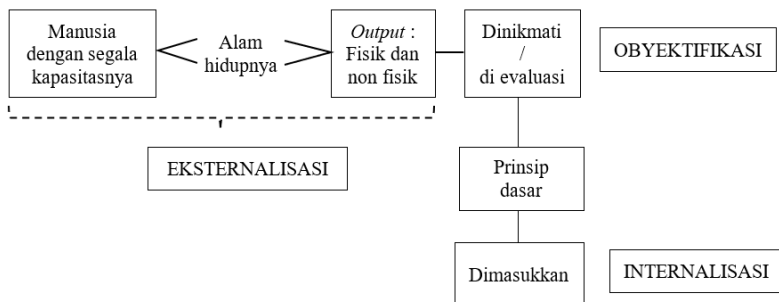 Manusia
dengan segala
kapasitasnya
Alam
hidupnya
Output :
Fisik dan
non fisik
Dinikmati
/
di evaluasi
OBYEKTIFIKASI
EKSTERNALISASI
Prinsip
dasar
Dimasukkan
INTERNALISASI